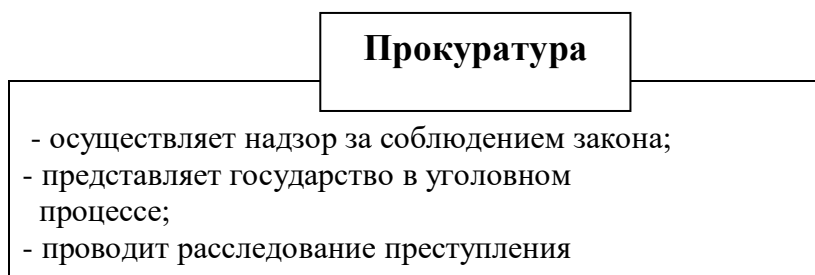 Прокуратура
- осуществляет надзор за соблюдением закона;
- представляет государство в уголовном
процессе;
- проводит расследование преступления